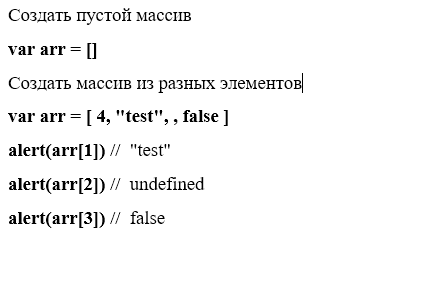 Создать пустой массив
var arr = []
Создать массив из разных элементов
var arr = [ 4, "test", , false ]
alert(arr[1]) //  "test"
alert(arr[2]) //  undefined
alert(arr[3]) //  false